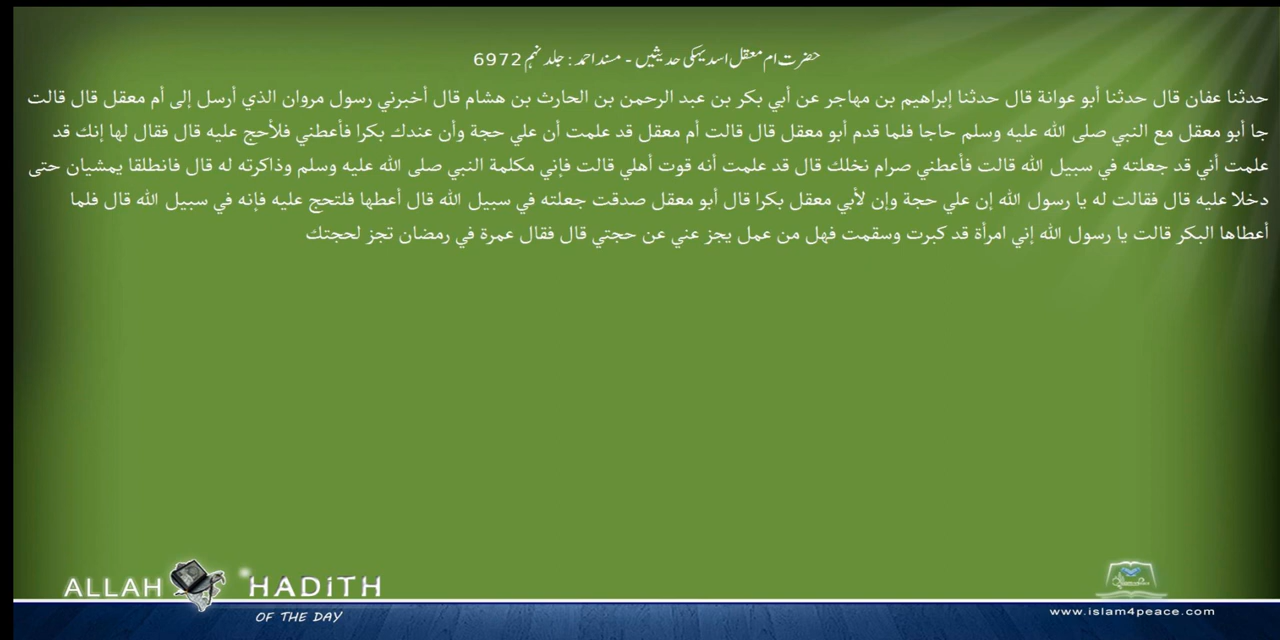 حضرت ام معقل اسدیہ کی حدیثیں - مسند احمد : جلد نہم 6972
حدثنا عفان قال حدثنا أبو عوانة قال حدثنا إبراهيم بن مهاجر عن أبي بكر بن عبد الرحمن بن الحارث بن هشام قال أخبرني رسول مروان الذي أرسل إلى أم معقل قال قالت
جا أبو معقل مع النبي صلى الله عليه وسلم حاجا فلما قدم أبو معقل قال قالت أم معقل قد علمت أن علي حجة وأن عندك بكرا فأعطني فلأحج عليه قال فقال لها إنك قد
علمت أني قد جعلته في سبيل الله قالت فأعطني صرام نخلك قال قد علمت أنه قوت أهلي قالت فإني مكلمة النبي صلى الله عليه وسلم وذاكرته له قال فانطلقا يمشيان حتى
دخلا عليه قال فقالت له يا رسول الله إن علي حجة وإن لأبي معقل بكرا قال أبو معقل صدقت جعلته في سبيل الله قال أعطها فلتحج عليه فإنه في سبيل الله قال فلما
أعطاها البكر قالت يا رسول الله إني امرأة قد كبرت وسقمت فهل من عمل يجز عني عن حجتي قال فقال عمرة في رمضان تجز لحجتك
ALLAH HADITH
OF THE DAY
www.islam4peace.com